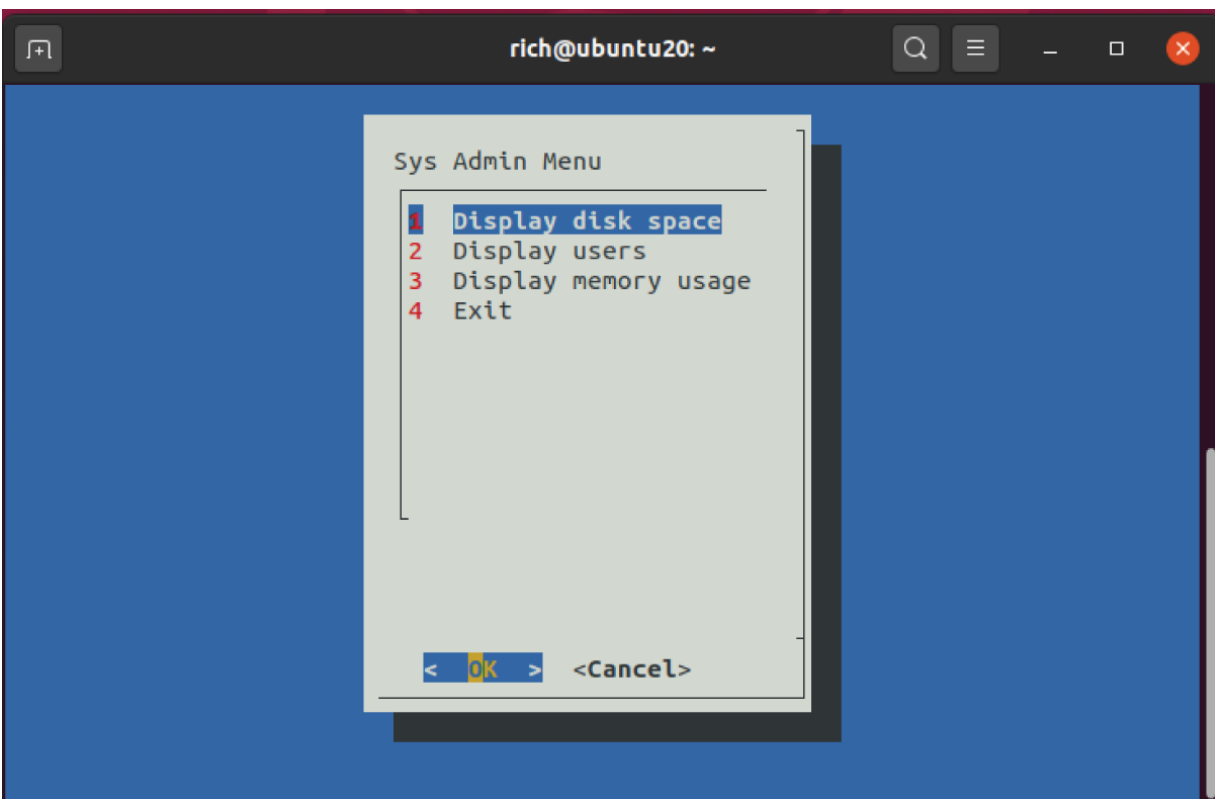 rich@ubuntu20: ~
Sys Admin Menu
1 Display disk space
2 Display users
3 Display memory usage
4 Exit
< OK > <Cancel>